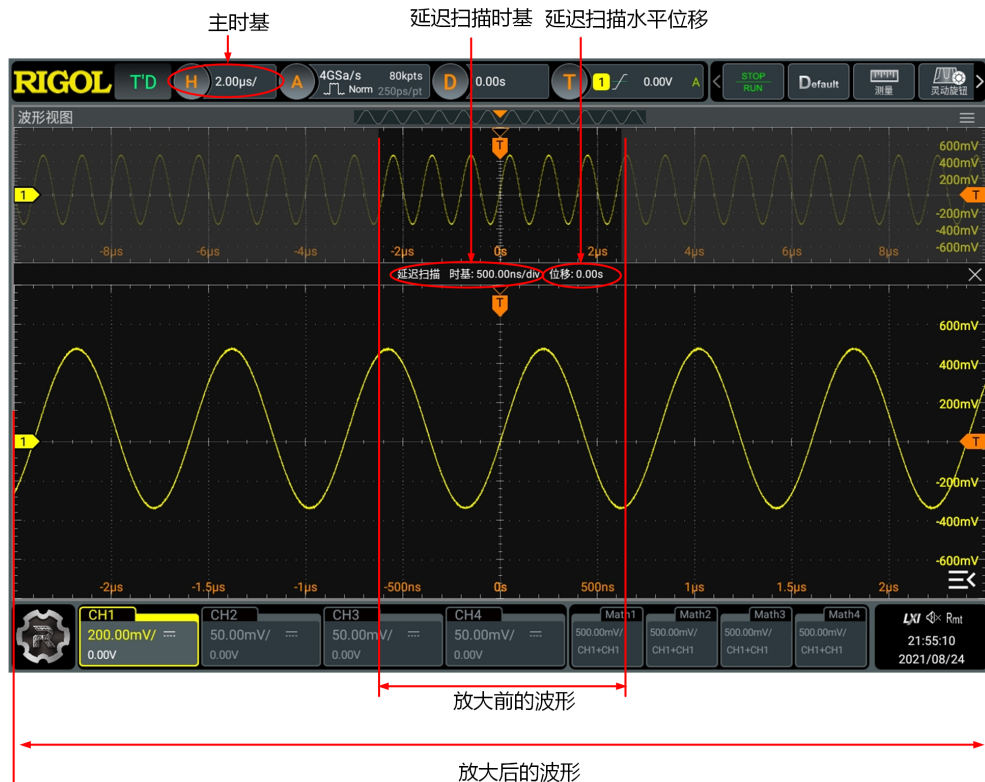 主时基
延迟扫描时基 延迟扫描水平位移
RIGOL T'D H 2.00μs/ A 4GSa/s 80kpts Norm 250ps/pt D 0.00s T 1 0.00V A STOP RUN Default 测量 灵动旋钮
波形视图
T
600mV
400mV
200mV
1 T
-200mV
-400mV
-600mV
-8μs -6μs -4μs -2μs 0s 2μs 4μs 6μs 8μs
延迟扫描 时基: 500.00ns/div 位移: 0.00s
T
600mV
400mV
200mV
1 T
-200mV
-400mV
-600mV
-2μs -1.5μs -1μs -500ns 0s 500ns 1μs 1.5μs 2μs
CH1 CH2 CH3 CH4 Math1 Math2 Math3 Math4 LXI Rmt
200.00mV/ 50.00mV/ 50.00mV/ 50.00mV/ 500.00mV/ 500.00mV/ 500.00mV/ 500.00mV/ 21:55:10
0.00V 0.00V 0.00V 0.00V CH1+CH1 CH1+CH1 CH1+CH1 CH1+CH1 2021/08/24
放大前的波形
放大后的波形